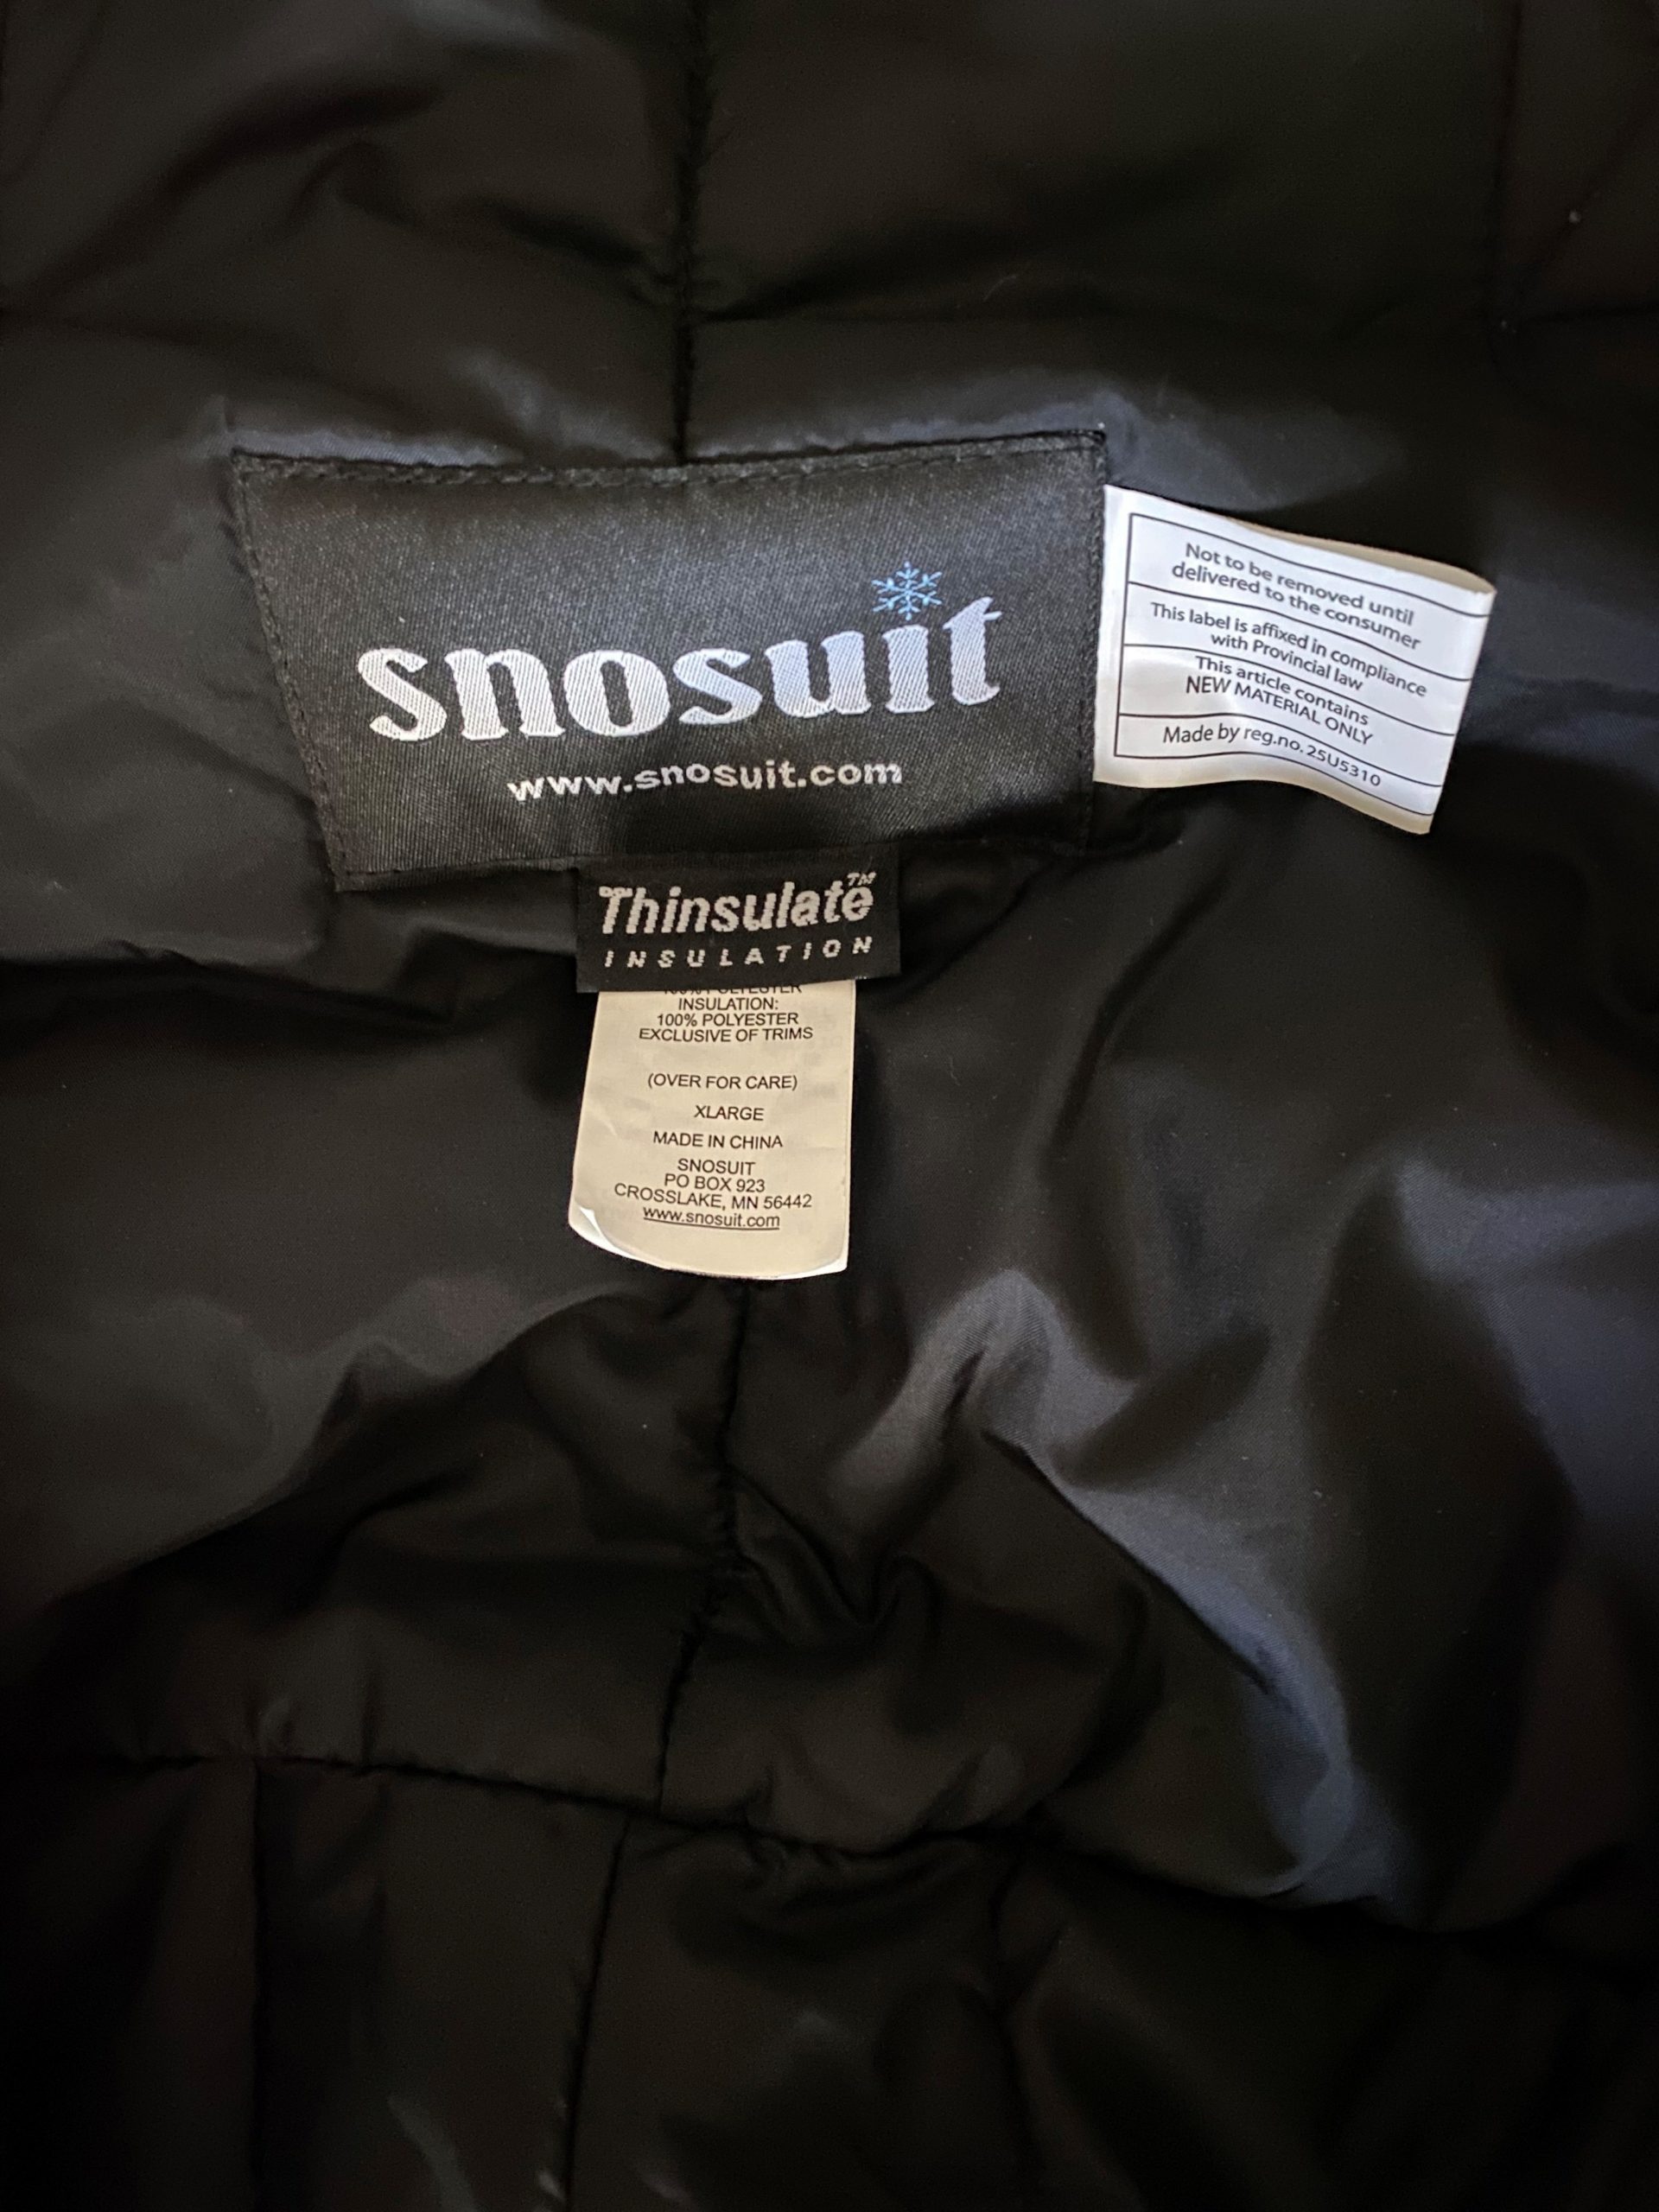 snosuit
www.snosuit.com
Not to be removed until
delivered to the consumer
This label is affixed in compliance
with Provincial law
This article contains
NEW MATERIAL ONLY
Made by reg.no. 25U5310
Thinsulate™
INSULATION
100% POLYESTER
INSULATION:
100% POLYESTER
EXCLUSIVE OF TRIMS
(OVER FOR CARE)
XLARGE
MADE IN CHINA
SNOSUIT
PO BOX 923
CROSSLAKE, MN 56442
www.snosuit.com